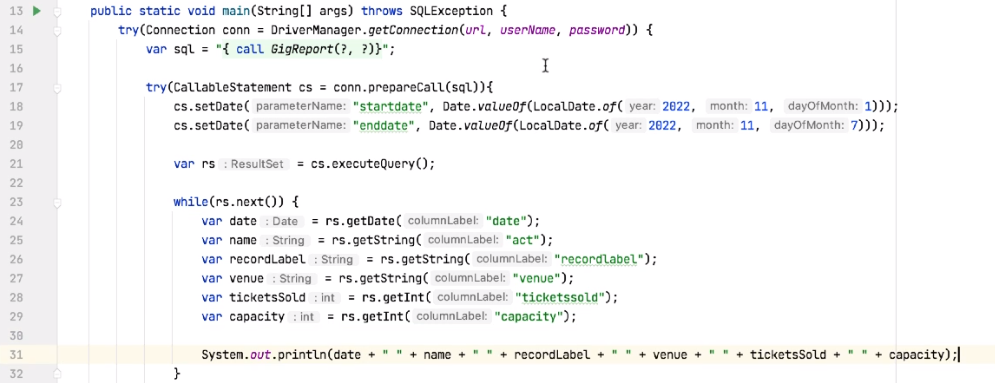 13 public static void main(String[] args) throws SQLException {
14 try(Connection conn = DriverManager.getConnection(url, userName, password)) {
15 var sql = "{ call GigReport(?, ?)}";
16
17 try(CallableStatement cs = conn.prepareCall(sql)){
18 cs.setDate( parameterName: "startdate", Date.valueOf(LocalDate.of( year: 2022, month: 11, dayOfMonth: 1)));
19 cs.setDate( parameterName: "enddate", Date.valueOf(LocalDate.of( year: 2022, month: 11, dayOfMonth: 7)));
20
21 var rs : ResultSet = cs.executeQuery();
22
23 while(rs.next()) {
24 var date : Date = rs.getDate( columnLabel: "date");
25 var name : String = rs.getString( columnLabel: "act");
26 var recordLabel : String = rs.getString( columnLabel: "recordlabel");
27 var venue : String = rs.getString( columnLabel: "venue");
28 var ticketsSold : int = rs.getInt( columnLabel: "ticketssold");
29 var capacity : int = rs.getInt( columnLabel: "capacity");
30
31 System.out.println(date + " " + name + " " + recordLabel + " " + venue + " " + ticketsSold + " " + capacity);
32 }